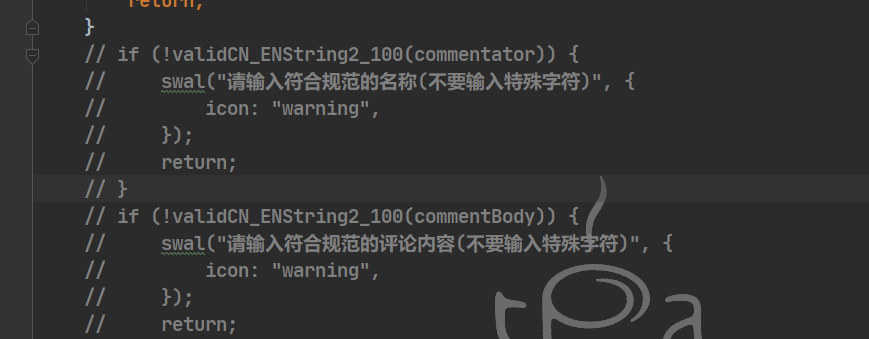 return;
}
// if (!validCN_ENString2_100(commentator)) {
//     swal("请输入符合规范的名称(不要输入特殊字符)", {
//         icon: "warning",
//     });
//     return;
// }
// if (!validCN_ENString2_100(commentBody)) {
//     swal("请输入符合规范的评论内容(不要输入特殊字符)", {
//         icon: "warning",
//     });
//     return;